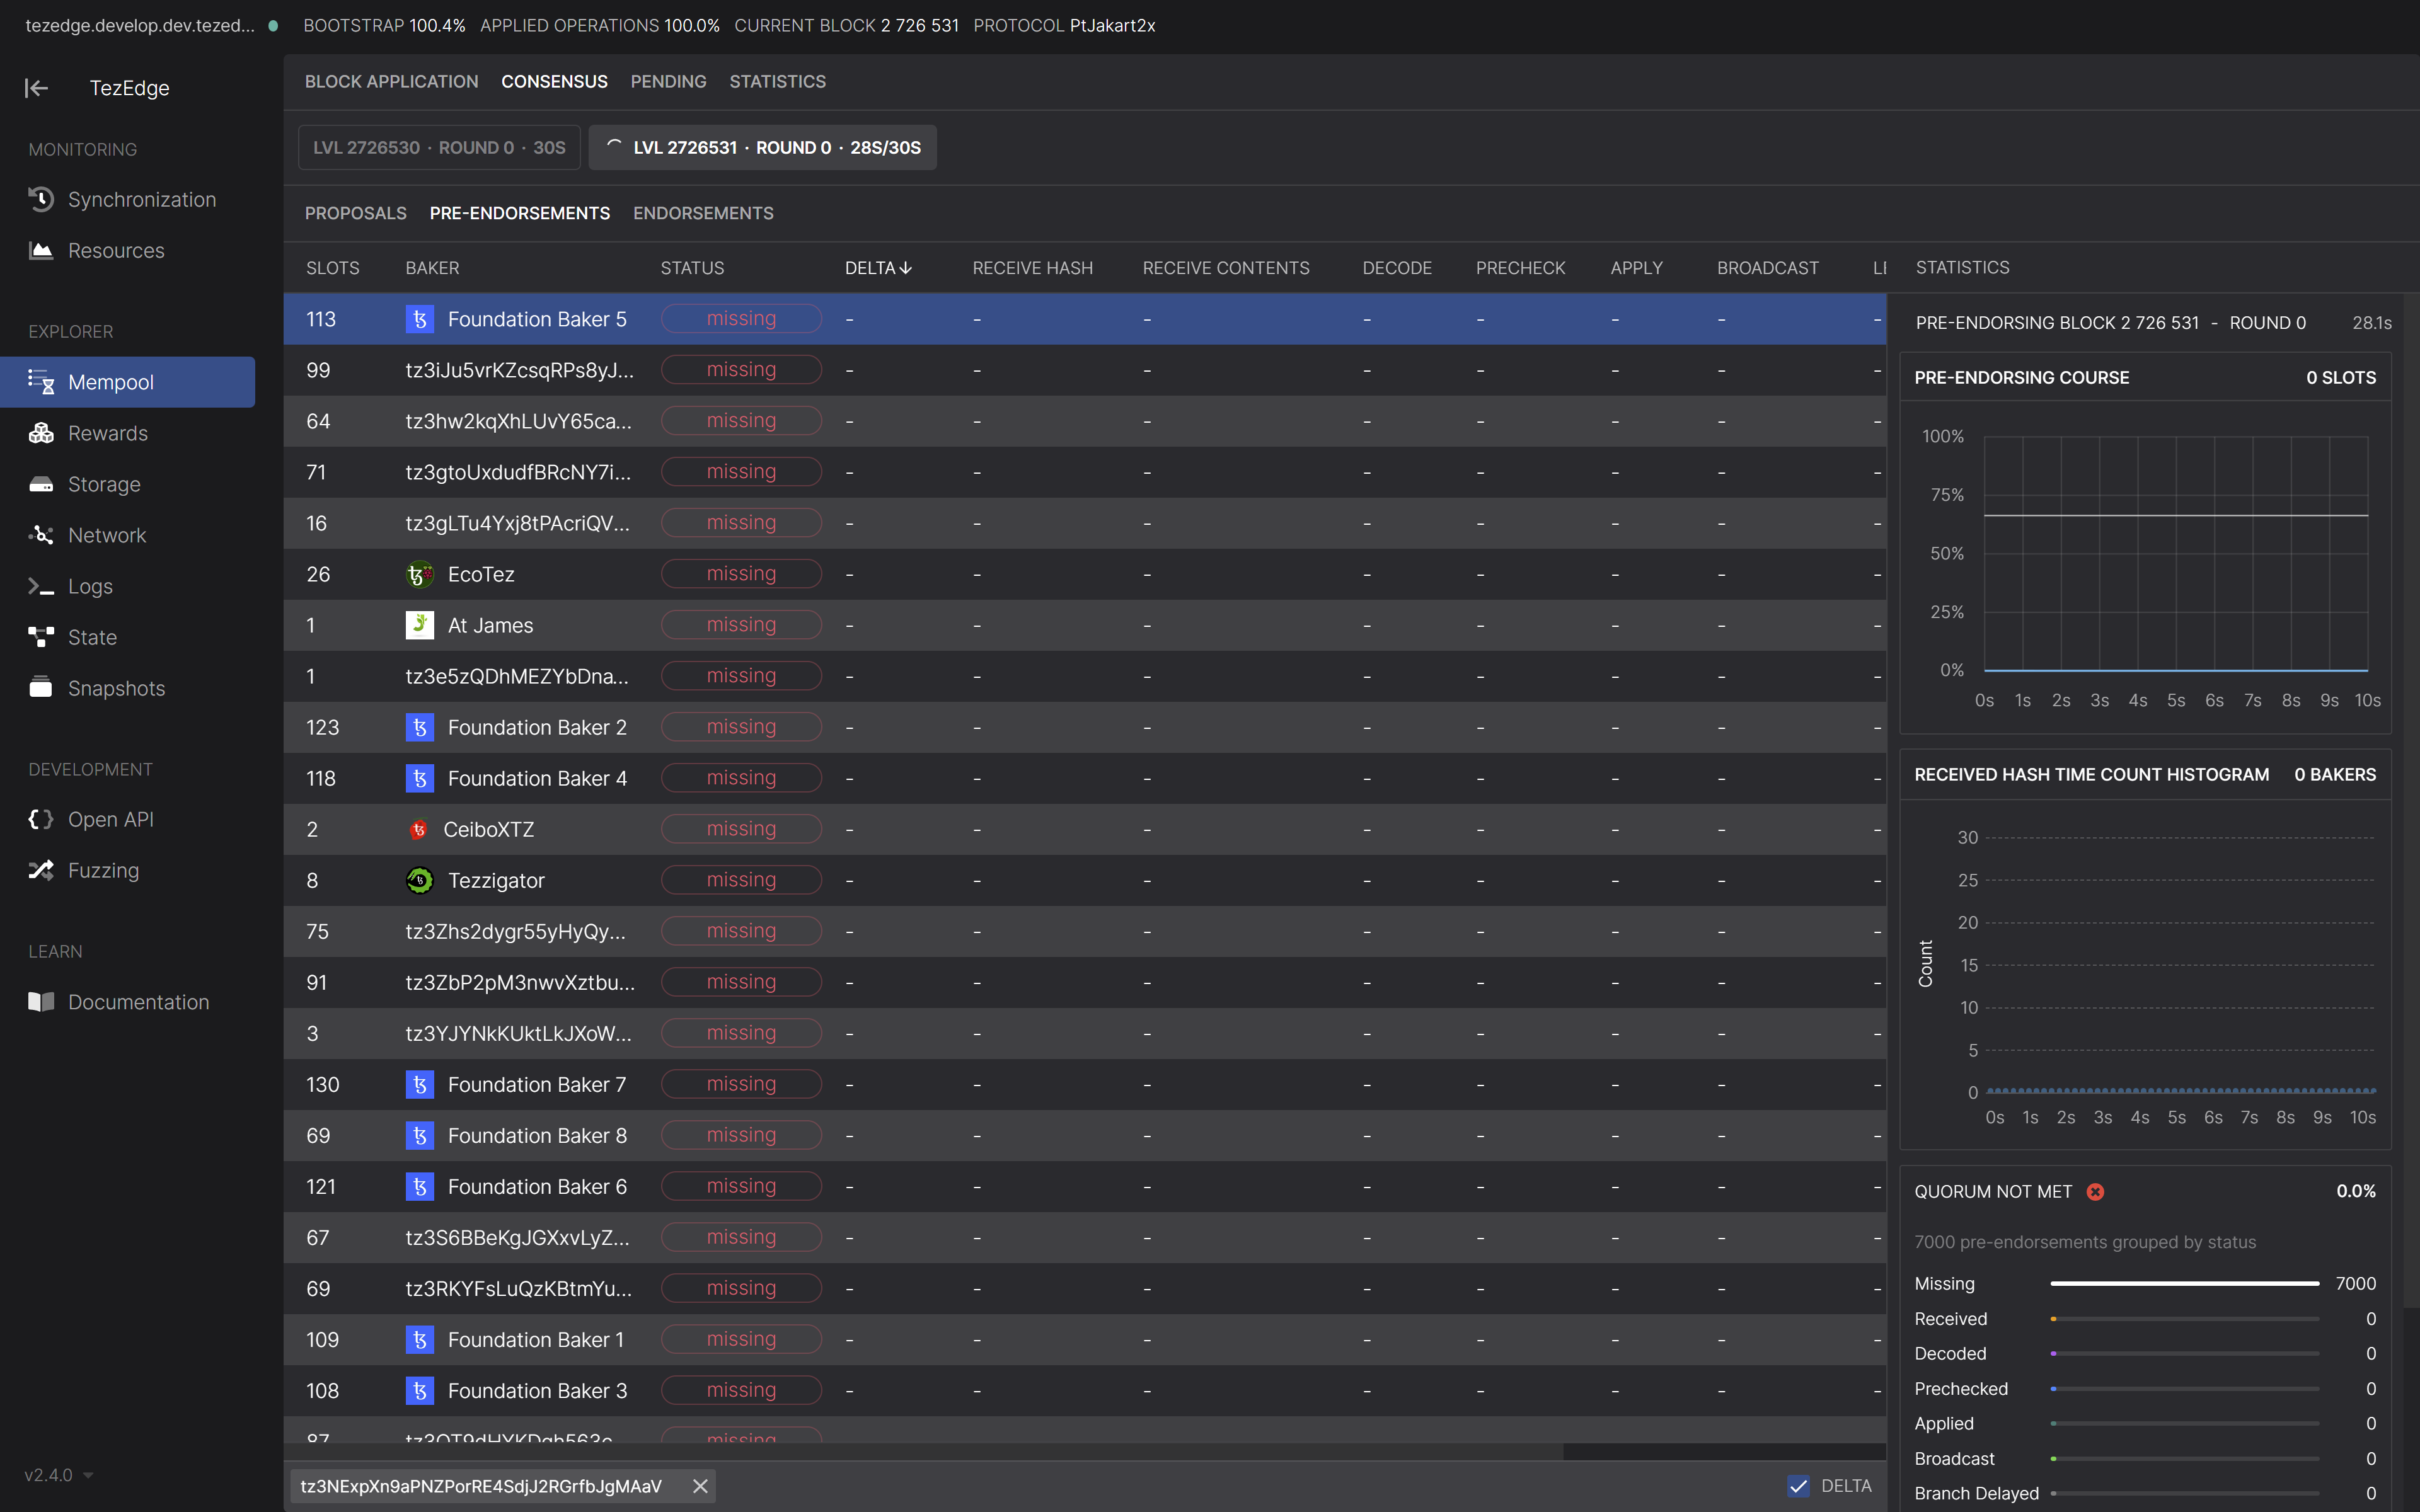 tezedge.develop.dev.tezed... BOOTSTRAP 100.4% APPLIED OPERATIONS 100.0% CURRENT BLOCK 2 726 531 PROTOCOL PtJakart2x
TezEdge
MONITORING
Synchronization
Resources
EXPLORER
Mempool
Rewards
Storage
Network
Logs
State
Snapshots
DEVELOPMENT
Open API
Fuzzing
LEARN
Documentation
v2.4.0
BLOCK APPLICATION CONSENSUS PENDING STATISTICS
LVL 2726530 · ROUND 0 · 30S LVL 2726531 · ROUND 0 · 28S/30S
PROPOSALS PRE-ENDORSEMENTS ENDORSEMENTS
SLOTS BAKER STATUS DELTA RECEIVE HASH RECEIVE CONTENTS DECODE PRECHECK APPLY BROADCAST
113 Foundation Baker 5 missing - - - - - - - -
99 tz3iJu5vrKZcsqRPs8yJ... missing - - - - - - - -
64 tz3hw2kqXhLUvY65ca... missing - - - - - - - -
71 tz3gtoUxdudfBRcNY7i... missing - - - - - - - -
16 tz3gLTu4Yxj8tPAcriQV... missing - - - - - - - -
26 EcoTez missing - - - - - - - -
1 At James missing - - - - - - - -
1 tz3e5zQDhMEZYbDna... missing - - - - - - - -
123 Foundation Baker 2 missing - - - - - - - -
118 Foundation Baker 4 missing - - - - - - - -
2 CeiboXTZ missing - - - - - - - -
8 Tezzigator missing - - - - - - - -
75 tz3Zhs2dygr55yHyQy... missing - - - - - - - -
91 tz3ZbP2pM3nwvXztbu... missing - - - - - - - -
3 tz3YJYNkKUktLkJXoW... missing - - - - - - - -
130 Foundation Baker 7 missing - - - - - - - -
69 Foundation Baker 8 missing - - - - - - - -
121 Foundation Baker 6 missing - - - - - - - -
67 tz3S6BBeKgJGXxvLyZ... missing - - - - - - - -
69 tz3RKYFsLuQzKBtmYu... missing - - - - - - - -
109 Foundation Baker 1 missing - - - - - - - -
108 Foundation Baker 3 missing - - - - - - - -
87 missing
tz3NExpXn9aPNZPorRE4SdjJ2RGrfbJgMAaV DELTA
STATISTICS
PRE-ENDORSING BLOCK 2 726 531 - ROUND 0 28.1s
PRE-ENDORSING COURSE 0 SLOTS
100%
75%
50%
25%
0%
0s 1s 2s 3s 4s 5s 6s 7s 8s 9s 10s
RECEIVED HASH TIME COUNT HISTOGRAM 0 BAKERS
Count
30
25
20
15
10
5
0
0s 1s 2s 3s 4s 5s 6s 7s 8s 9s 10s
QUORUM NOT MET 0.0%
7000 pre-endorsements grouped by status
Missing 7000
Received 0
Decoded 0
Prechecked 0
Applied 0
Broadcast 0
Branch Delayed 0